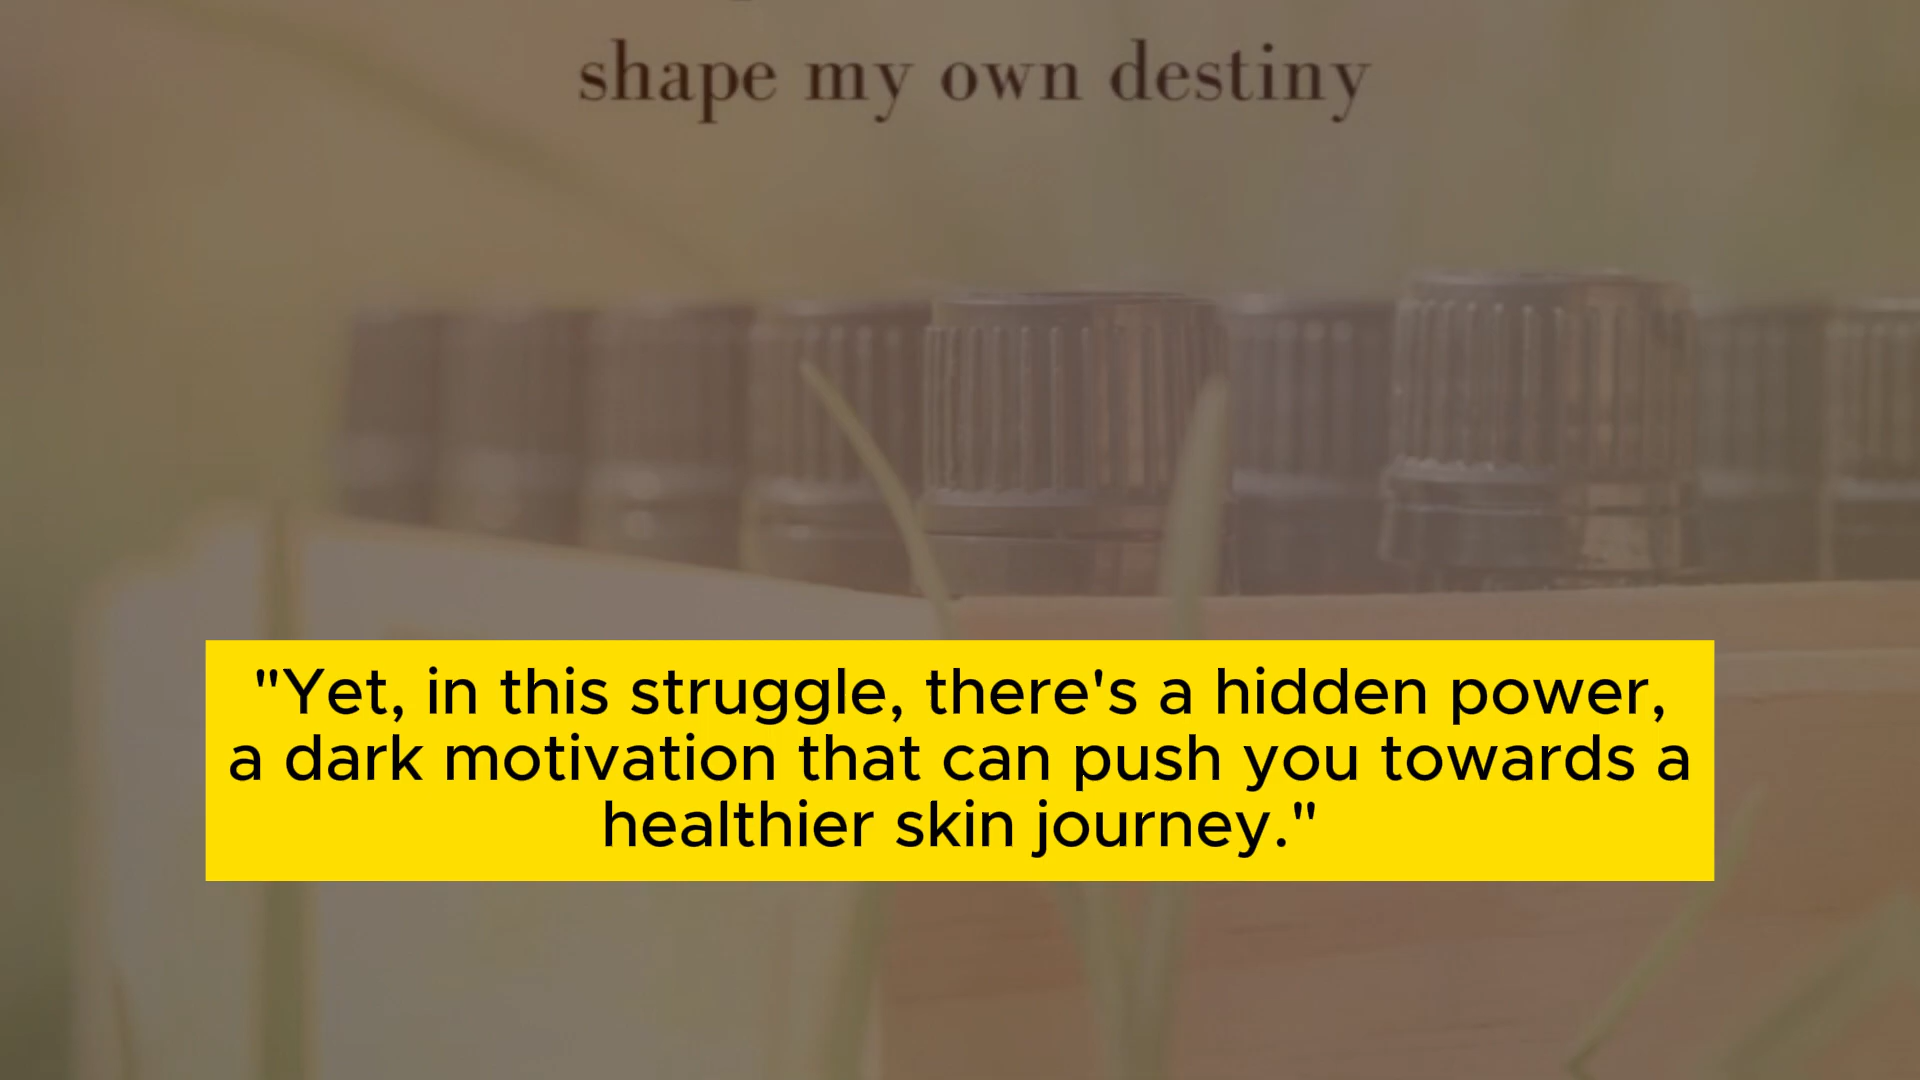 shape my own destiny
"Yet, in this struggle, there's a hidden power,
a dark motivation that can push you towards a
healthier skin journey."